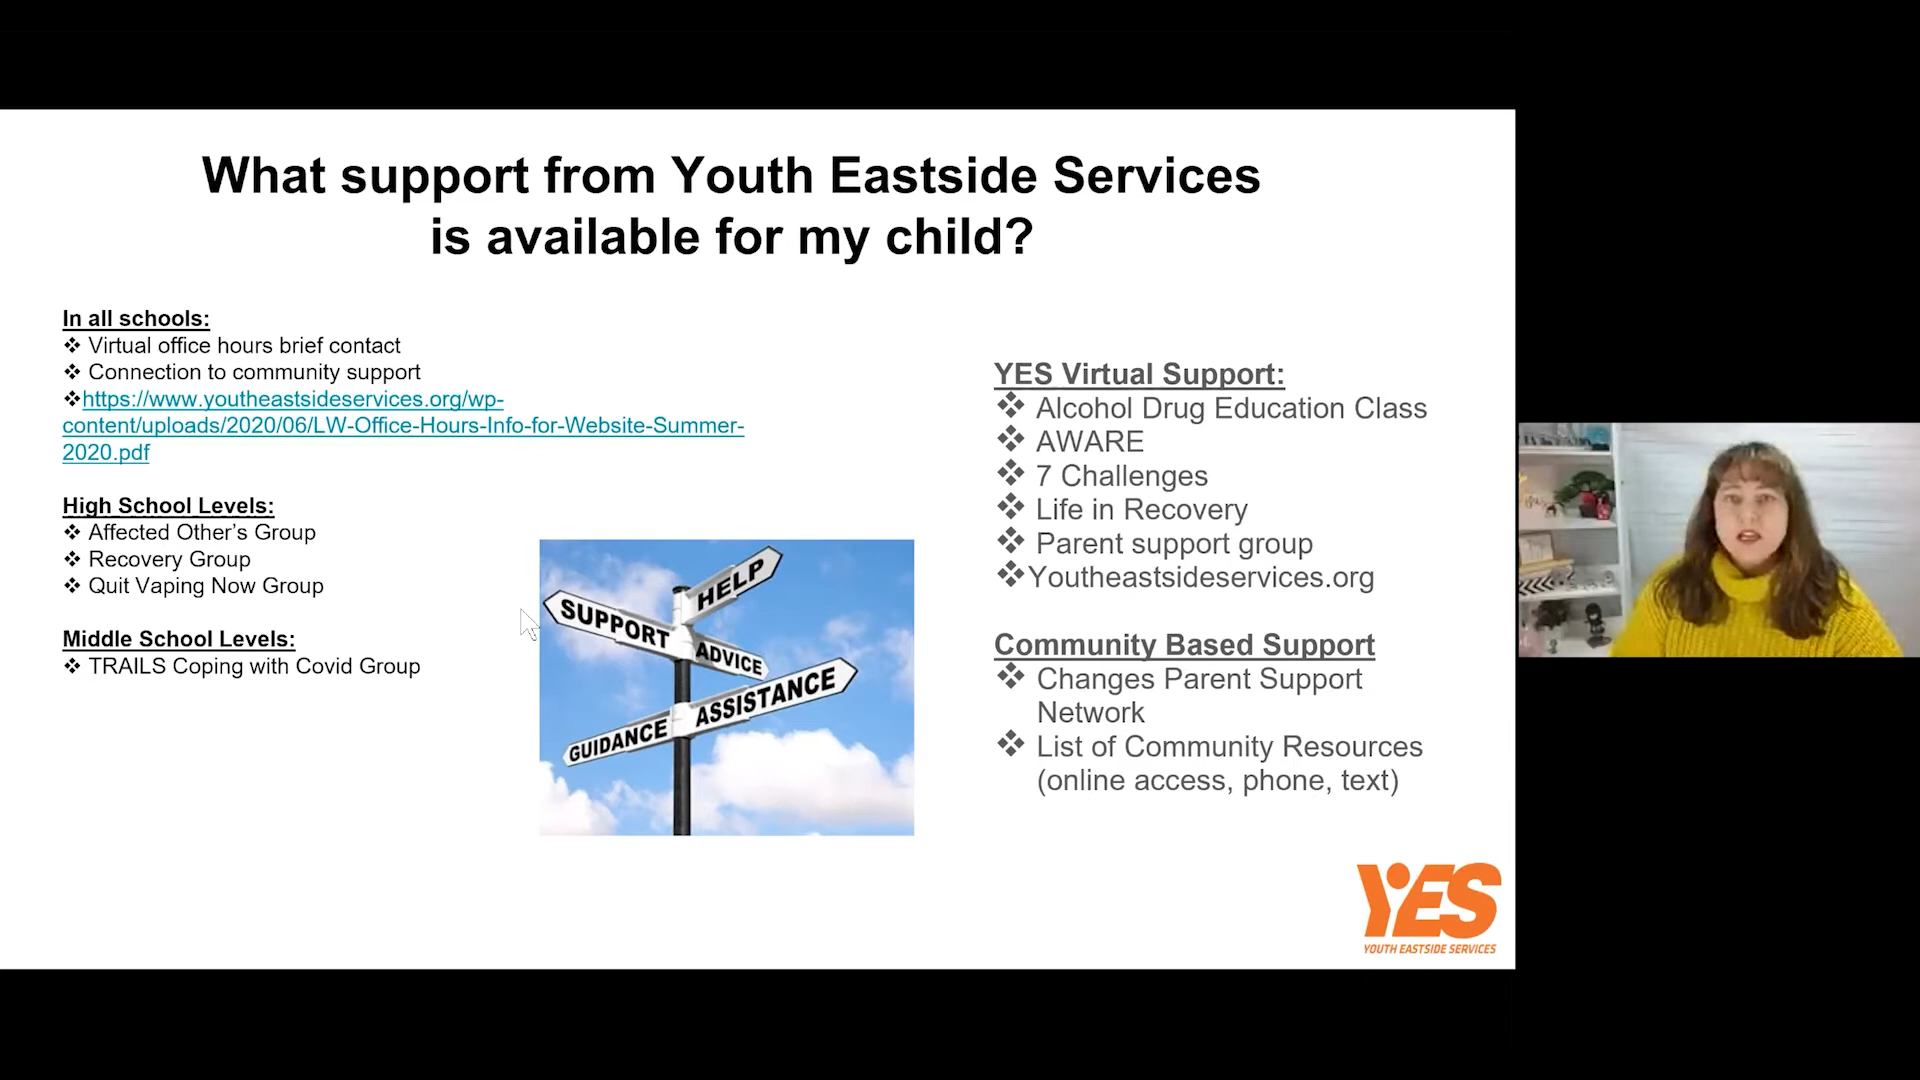 What support from Youth Eastside Services
is available for my child?
In all schools:
❖ Virtual office hours brief contact
❖ Connection to community support
❖https://www.youtheastsideservices.org/wp-
content/uploads/2020/06/LW-Office-Hours-Info-for-Website-Summer-
2020.pdf
High School Levels:
❖ Affected Other’s Group
❖ Recovery Group
❖ Quit Vaping Now Group
Middle School Levels:
❖ TRAILS Coping with Covid Group
HELP
SUPPORT
ADVICE
ASSISTANCE
GUIDANCE
YES Virtual Support:
❖ Alcohol Drug Education Class
❖ AWARE
❖ 7 Challenges
❖ Life in Recovery
❖ Parent support group
❖Youtheastsideservices.org
Community Based Support
❖ Changes Parent Support
Network
❖ List of Community Resources
(online access, phone, text)
YES
YOUTH EASTSIDE SERVICES